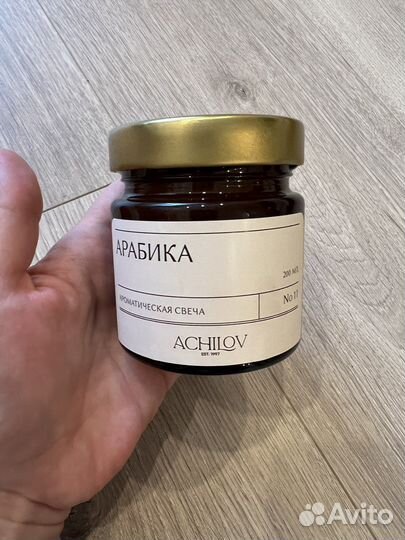 АРАБИКА
200 МЛ
АРОМАТИЧЕСКАЯ СВЕЧА
No 11
ACHILOV
EST. 1997
Avito